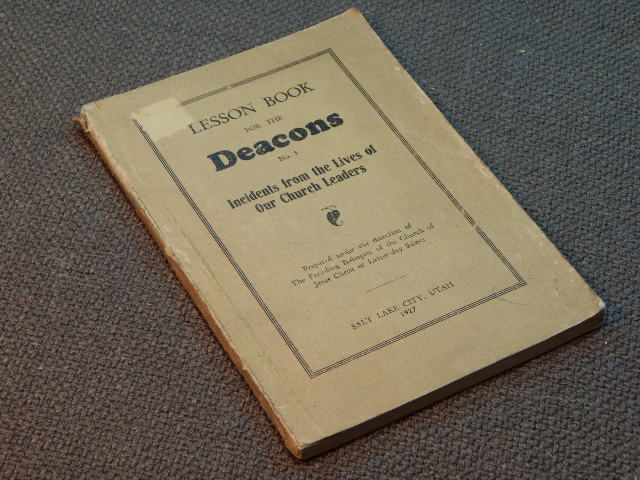 LESSON BOOK
FOR THE
Deacons
No. 1
Incidents from the Lives of
Our Church Leaders
Prepared under the direction of
The Presiding Bishopric of the Church of
Jesus Christ of Latter-day Saints
SALT LAKE CITY, UTAH
1927